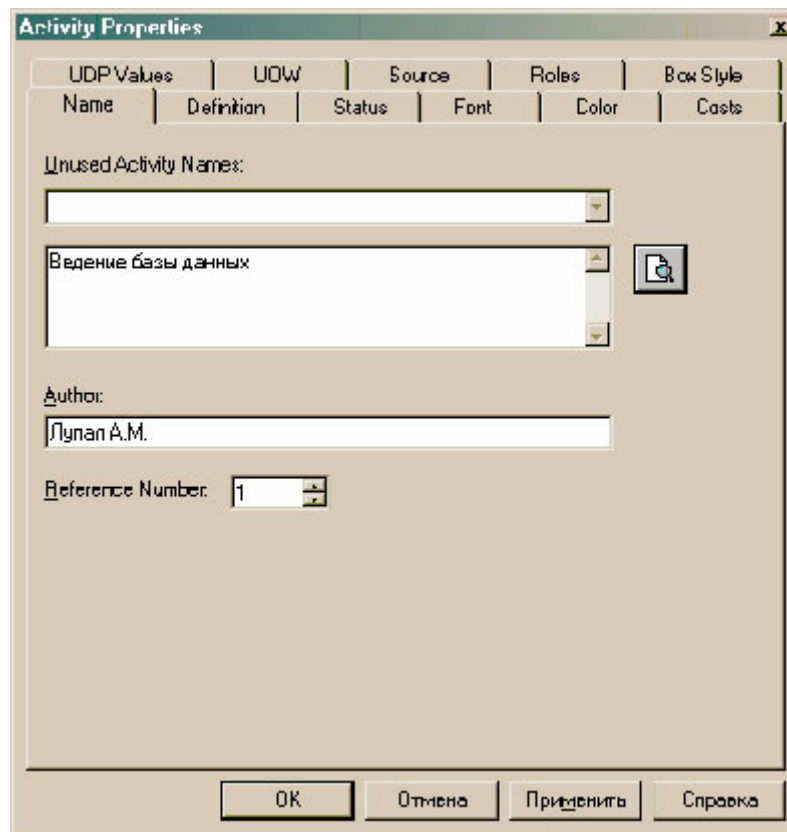 Activity Properties
x
UDP Values UOW Source Roles Box Style
Name Definition Status Font Color Costs
Unused Activity Names:
Ведение базы данных
Author:
Лупал А.М.
Reference Number: 1
OK Отмена Применить Справка